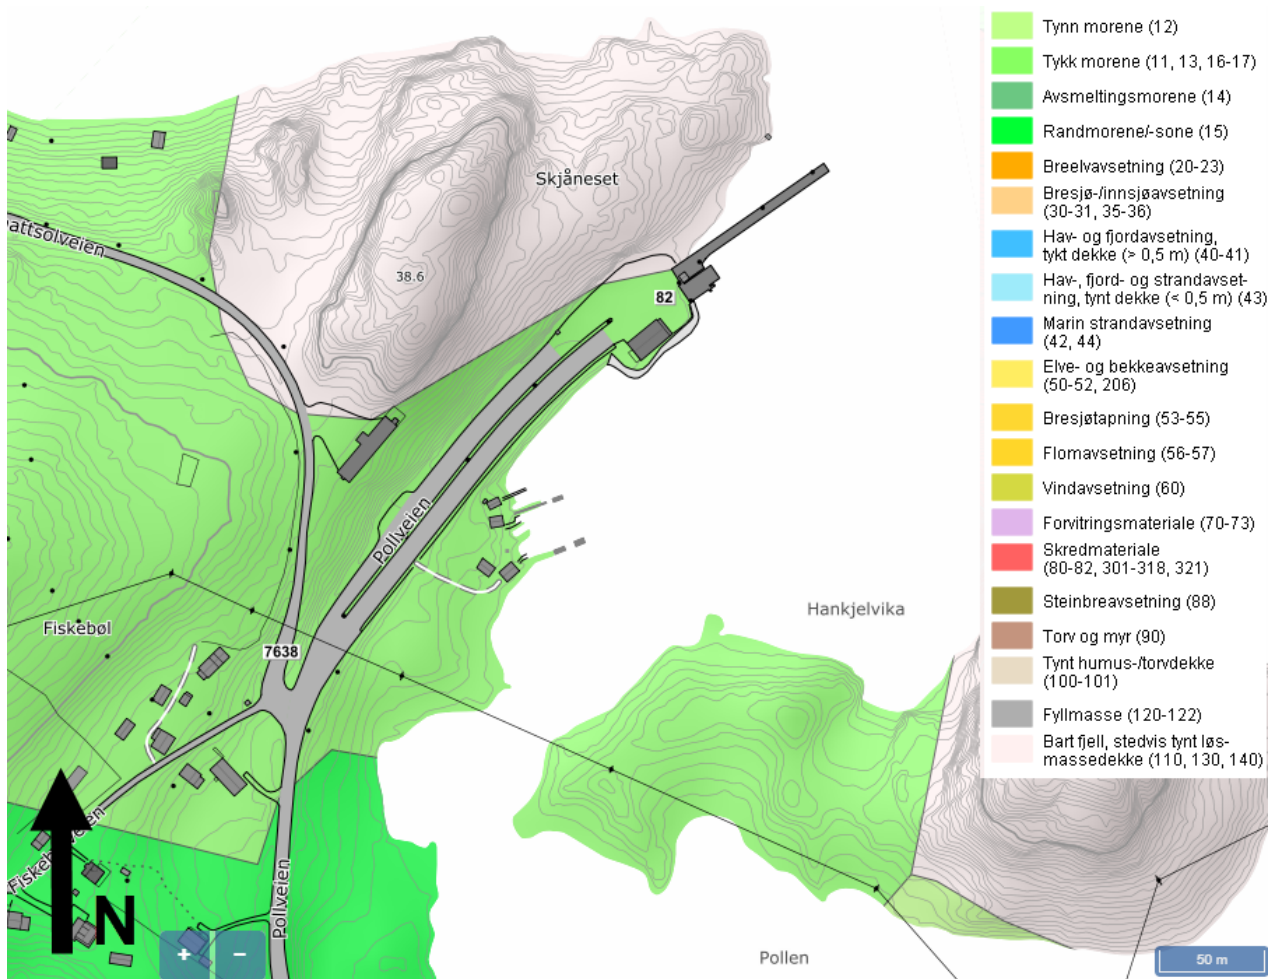 Tynn morene (12)
Tykk morene (11, 13, 16-17)
Avsmeltingsmorene (14)
Randmorene/-sone (15)
Breelvavsetning (20-23)
Bresjø-/innsjøavsetning
(30-31, 35-36)
Hav- og fjordavsetning,
tykt dekke (> 0,5 m) (40-41)
Hav-, fjord- og strandavset-
ning, tynt dekke (< 0,5 m) (43)
Marin strandavsetning
(42, 44)
Elve- og bekkeavsetning
(50-52, 206)
Bresjøtapning (53-55)
Flomavsetning (56-57)
Vindavsetning (60)
Forvitringsmateriale (70-73)
Skredmateriale
(80-82, 301-318, 321)
Steinbreavsetning (88)
Torv og myr (90)
Tynt humus-/torvdekke
(100-101)
Fyllmasse (120-122)
Bart fjell, stedvis tynt løs-
massedekke (110, 130, 140)
Skjåneset
attsolveien
38.6
82
Pollveien
Hankjelvika
Fiskebøl
7638
Pollveien
N
+
−
Pollen
50 m